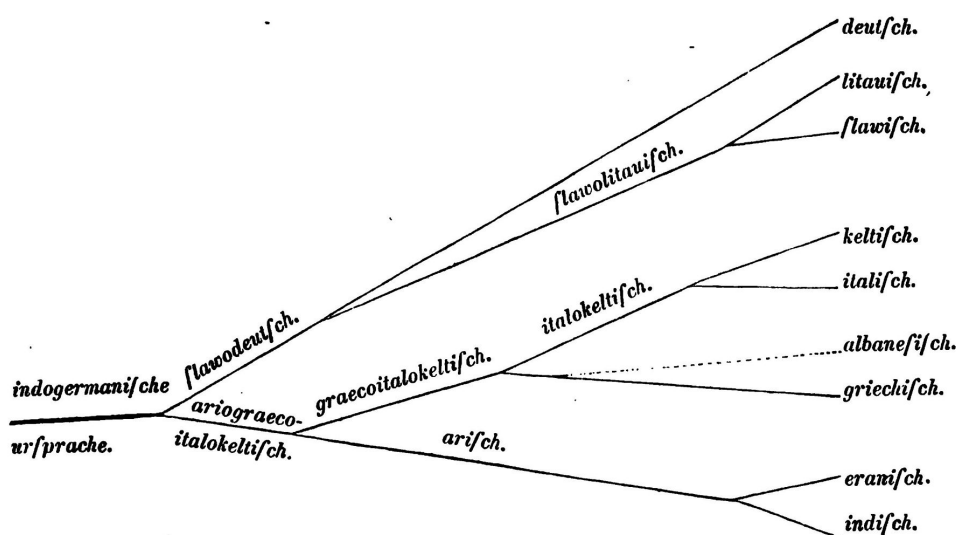 deutſch.
litauiſch.
ſlawiſch.
ſlawolitauiſch.
keltiſch.
italiſch.
italokeltiſch.
ſlawodeutſch.
albaneſiſch.
graecoitalokeltiſch.
griechiſch.
indogermaniſche
urſprache.
ariograeco-
italokeltiſch.
ariſch.
eraniſch.
indiſch.